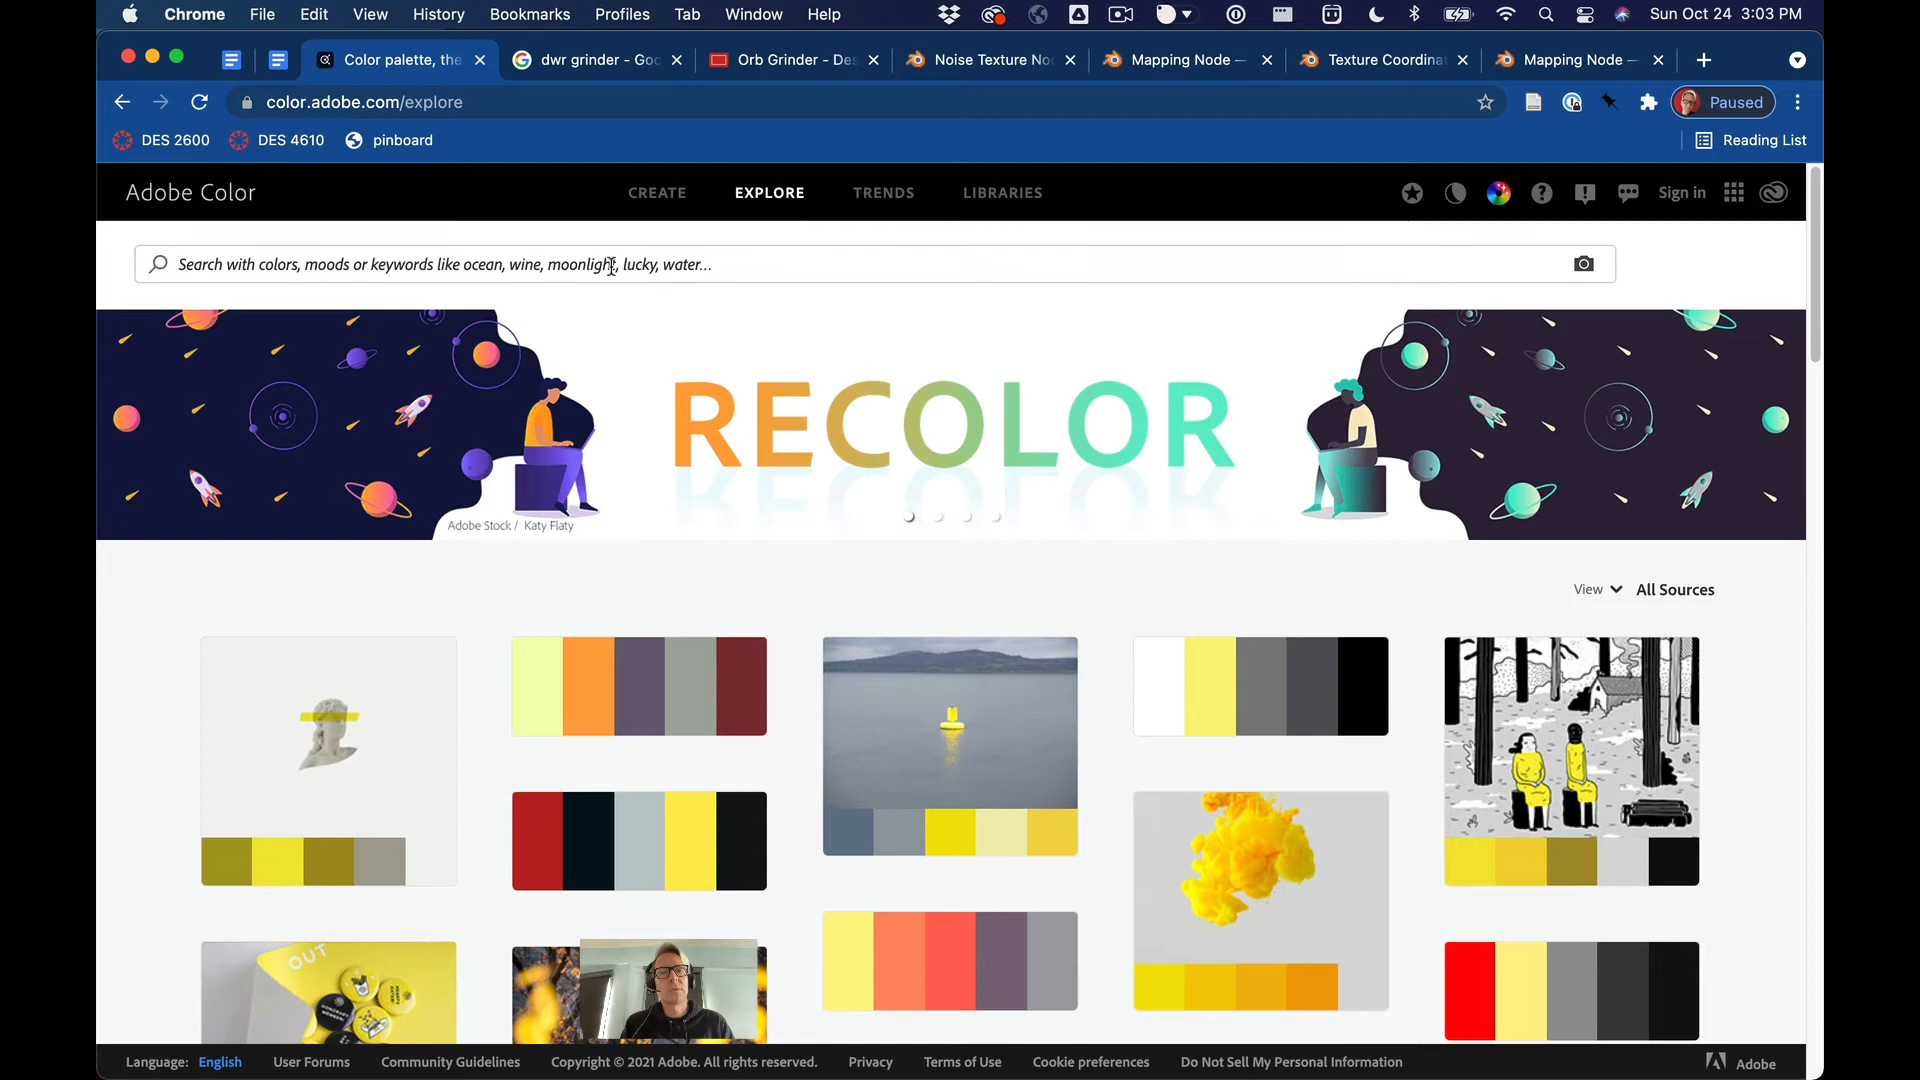 Chrome File Edit View History Bookmarks Profiles Tab Window Help Sun Oct 24 3:03 PM
Color palette, the dwr grinder - Goo Orb Grinder - Des Noise Texture No Mapping Node — Texture Coordina Mapping Node —
color.adobe.com/explore Paused
DES 2600 DES 4610 pinboard Reading List
Adobe Color CREATE EXPLORE TRENDS LIBRARIES Sign in
Search with colors, moods or keywords like ocean, wine, moonlight, lucky, water...
RECOLOR
Adobe Stock / Katy Flaty
View All Sources
OUT
Language: English User Forums Community Guidelines Copyright © 2021 Adobe. All rights reserved. Privacy Terms of Use Cookie preferences Do Not Sell My Personal Information Adobe